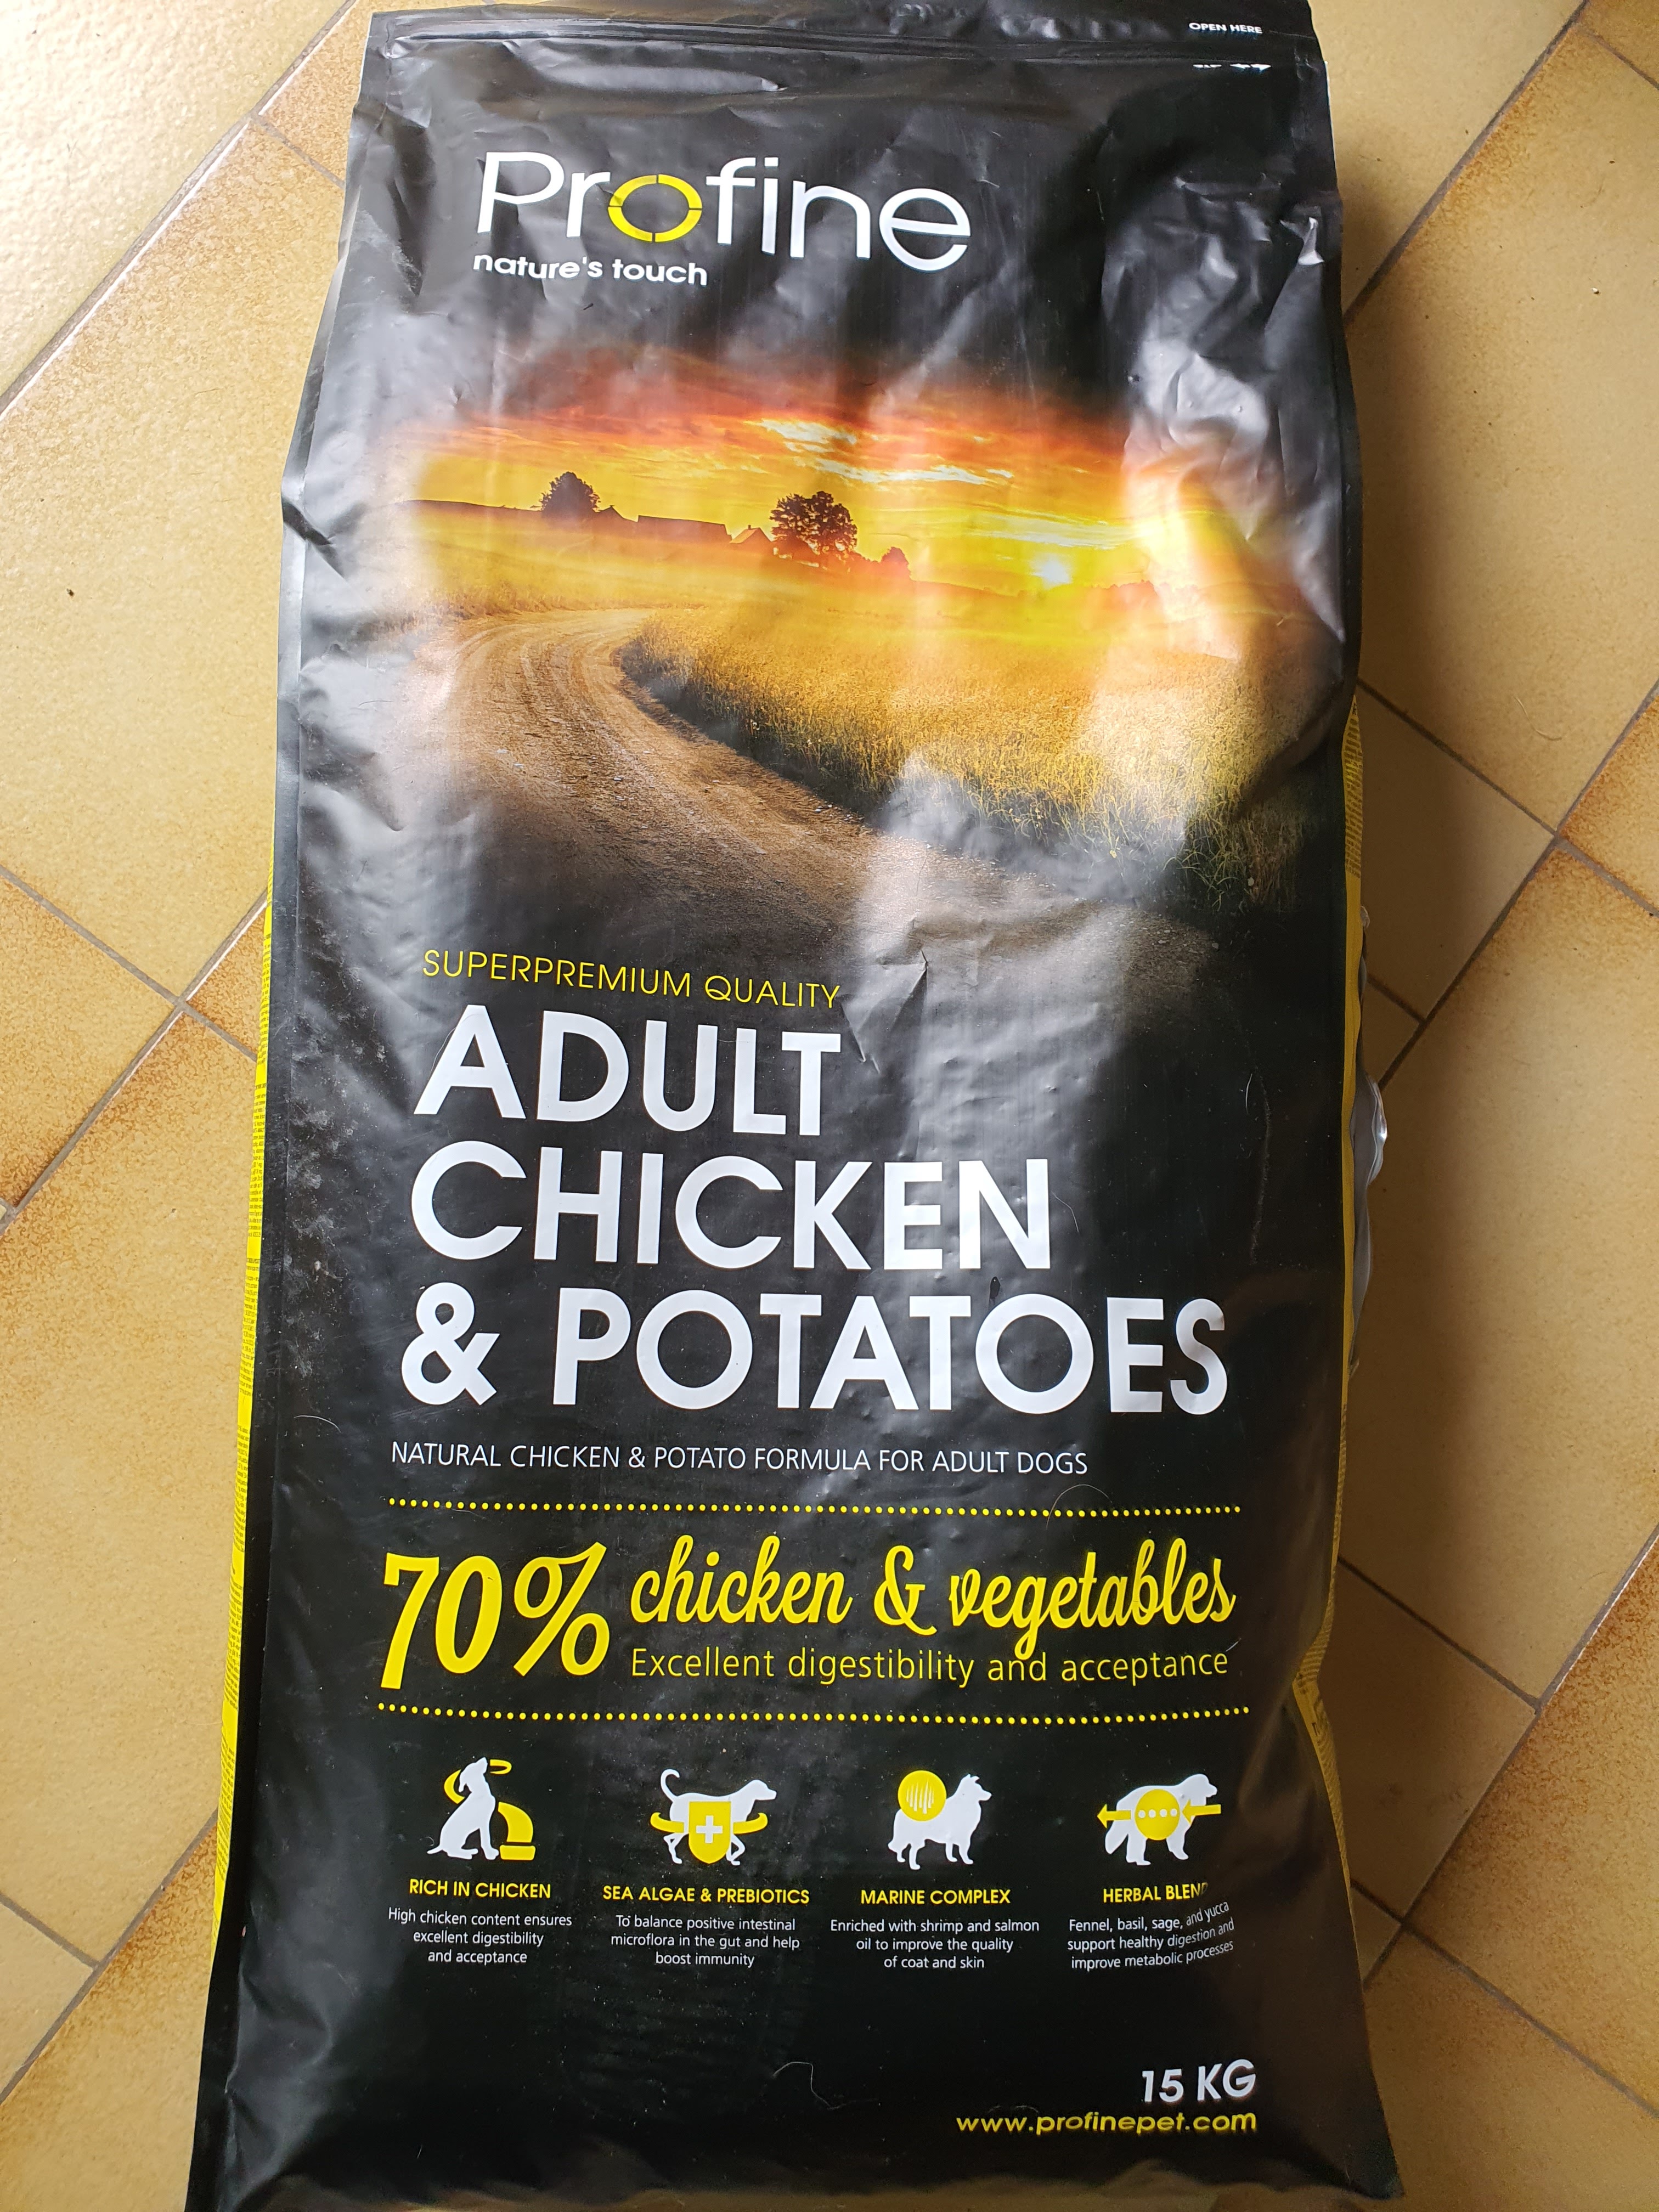 OPEN HERE
Profine
nature's touch
SUPERPREMIUM QUALITY
ADULT
CHICKEN
& POTATOES
NATURAL CHICKEN & POTATO FORMULA FOR ADULT DOGS
70% chicken & vegetables
Excellent digestibility and acceptance
RICH IN CHICKEN
High chicken content ensures
excellent digestibility
and acceptance
SEA ALGAE & PREBIOTICS
To balance positive intestinal
microflora in the gut and help
boost immunity
MARINE COMPLEX
Enriched with shrimp and salmon
oil to improve the quality
of coat and skin
HERBAL BLEND
Fennel, basil, sage, and yucca
support healthy digestion and
improve metabolic processes
15 KG
www.profinepet.com